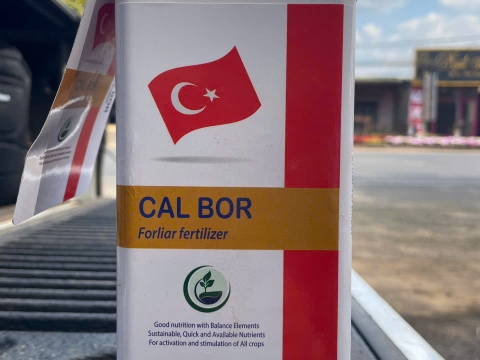 CAL BOR
Forliar fertilizer
Good nutrition with Balance Elements
Sustainable, Quick and Available Nutrients
For activation and stimulation of All crops